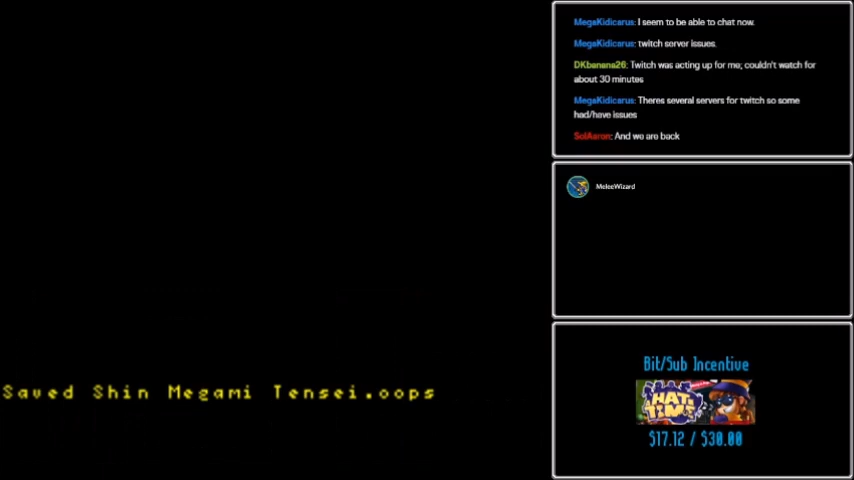 MegaKidicarus: I seem to be able to chat now.
MegaKidicarus: twitch server issues.
DKbanana26: Twitch was acting up for me; couldn't watch for
about 30 minutes
MegaKidicarus: Theres several servers for twitch so some
had/have issues
SolAaron: And we are back
MeleeWizard
Saved Shin Megami Tensei.oops
Bit/Sub Incentive
HAT
TIME
$17.12 / $30.00